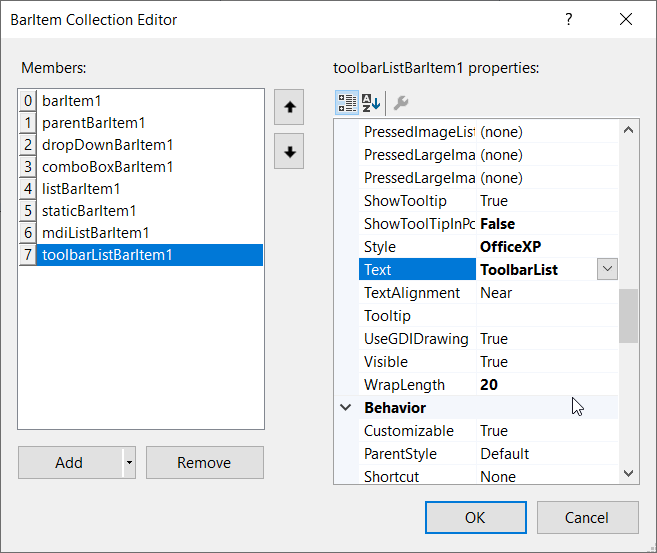 BarItem Collection Editor ?
Members:
0 barItem1
1 parentBarItem1
2 dropDownBarItem1
3 comboBoxBarItem1
4 listBarItem1
5 staticBarItem1
6 mdiListBarItem1
7 toolbarListBarItem1
Add
Remove
toolbarListBarItem1 properties:
A Z
PressedImageList (none)
PressedLargeIma (none)
PressedLargeIma (none)
ShowTooltip True
ShowToolTipInPo False
Style OfficeXP
Text ToolbarList
TextAlignment Near
Tooltip
UseGDIDrawing True
Visible True
WrapLength 20
Behavior
Customizable True
ParentStyle Default
Shortcut None
OK
Cancel